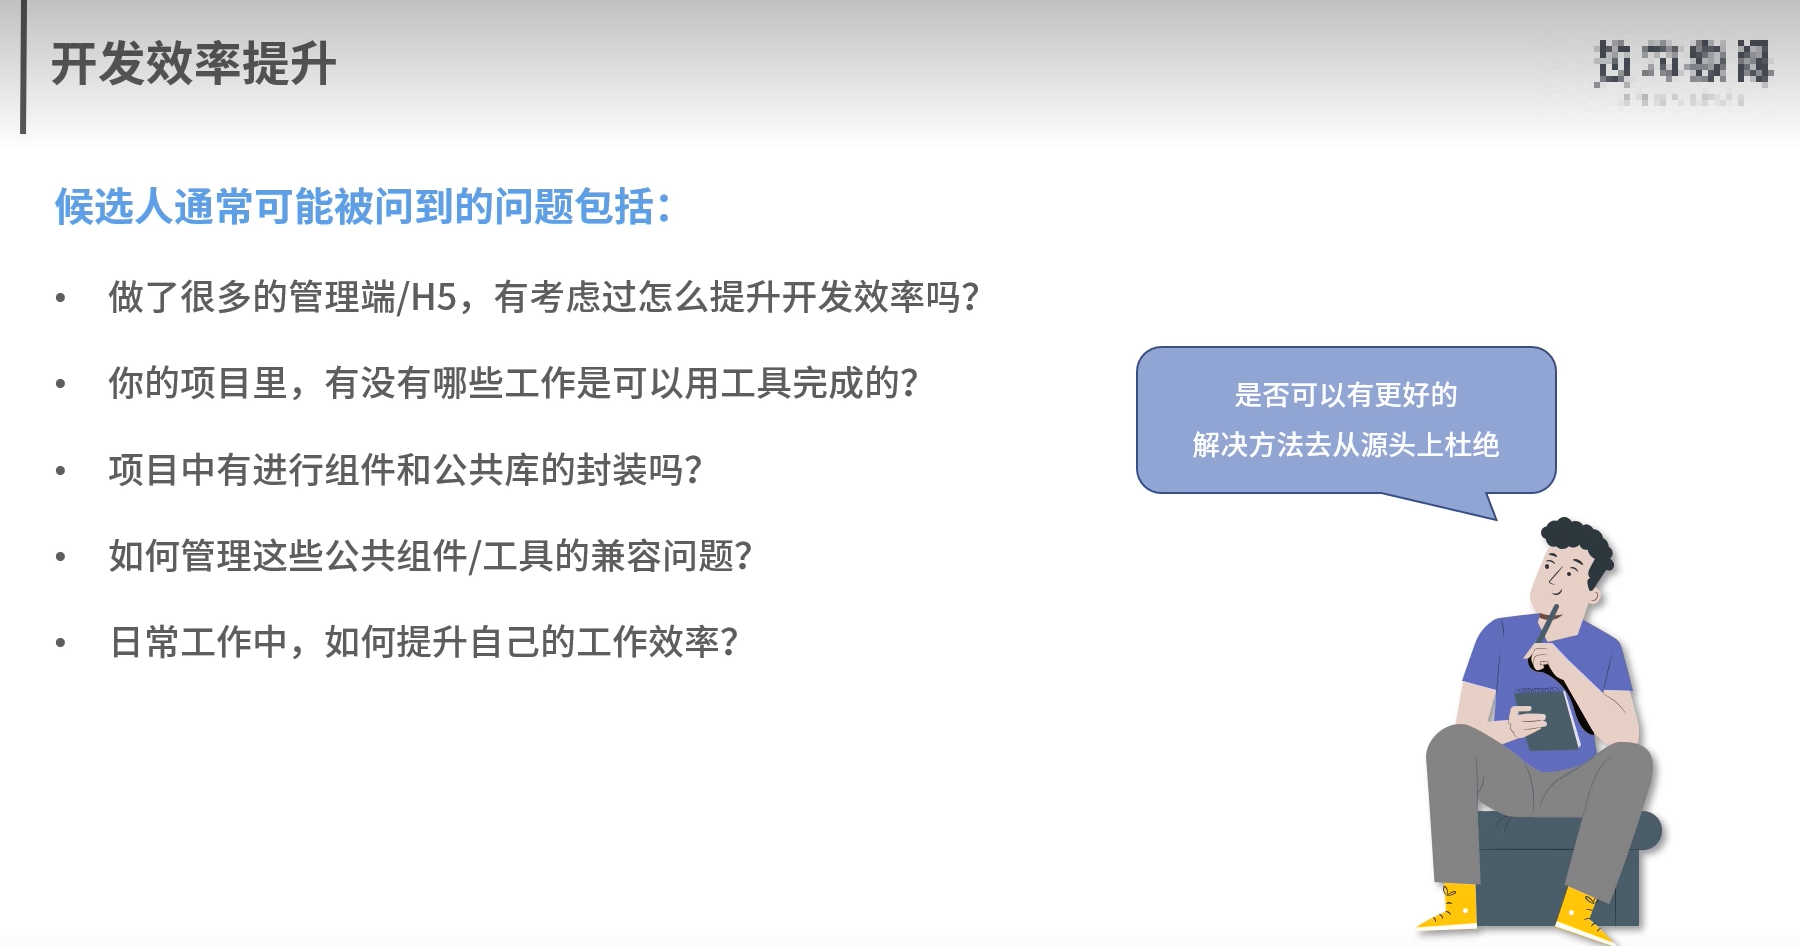 开发效率提升
候选人通常可能被问到的问题包括：
• 做了很多的管理端/H5，有考虑过怎么提升开发效率吗？
• 你的项目里，有没有哪些工作是可以用工具完成的？
• 项目中有进行组件和公共库的封装吗？
• 如何管理这些公共组件/工具的兼容问题？
• 日常工作中，如何提升自己的工作效率？
是否可以有更好的
解决方法去从源头上杜绝